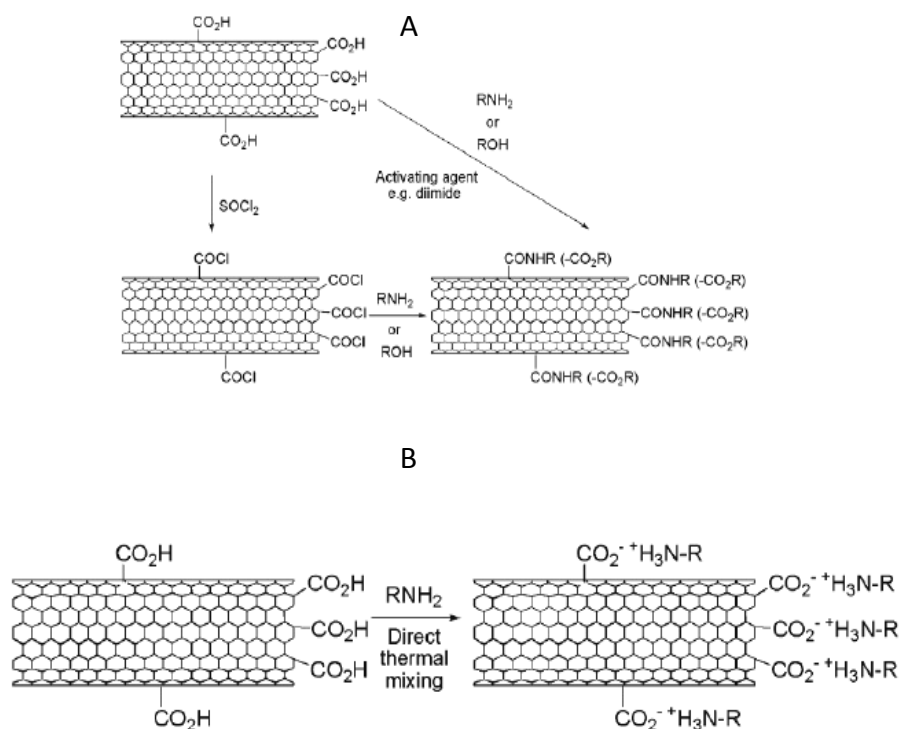 A
CO₂H
CO₂H
CO₂H
CO₂H
CO₂H
RNH₂
or
ROH
Activating agent
e.g. diimide
SOCl₂
COCl
COCl
COCl
COCl
COCl
RNH₂
or
ROH
CONHR (-CO₂R)
CONHR (-CO₂R)
CONHR (-CO₂R)
CONHR (-CO₂R)
CONHR (-CO₂R)
B
CO₂H
CO₂H
CO₂H
CO₂H
CO₂H
RNH₂
Direct
thermal
mixing
CO₂⁻ ⁺H₃N-R
CO₂⁻ ⁺H₃N-R
CO₂⁻ ⁺H₃N-R
CO₂⁻ ⁺H₃N-R
CO₂⁻ ⁺H₃N-R